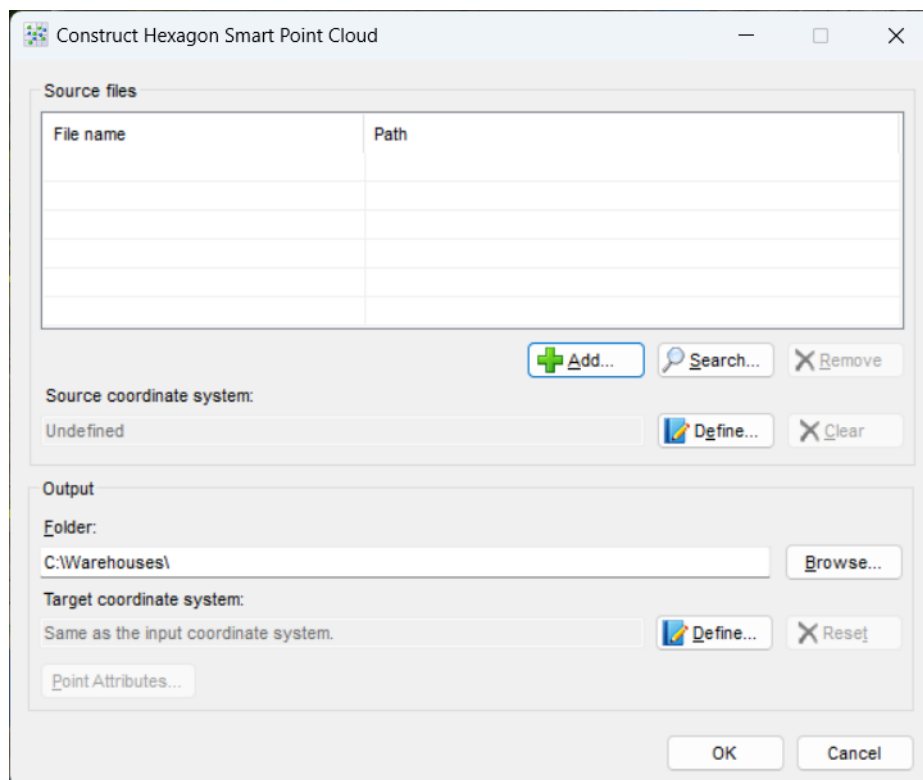 Construct Hexagon Smart Point Cloud
Source files
File name Path
Add... Search... Remove
Source coordinate system:
Undefined Define... Clear
Output
Folder:
C:\Warehouses\ Browse...
Target coordinate system:
Same as the input coordinate system. Define... Reset
Point Attributes...
OK Cancel